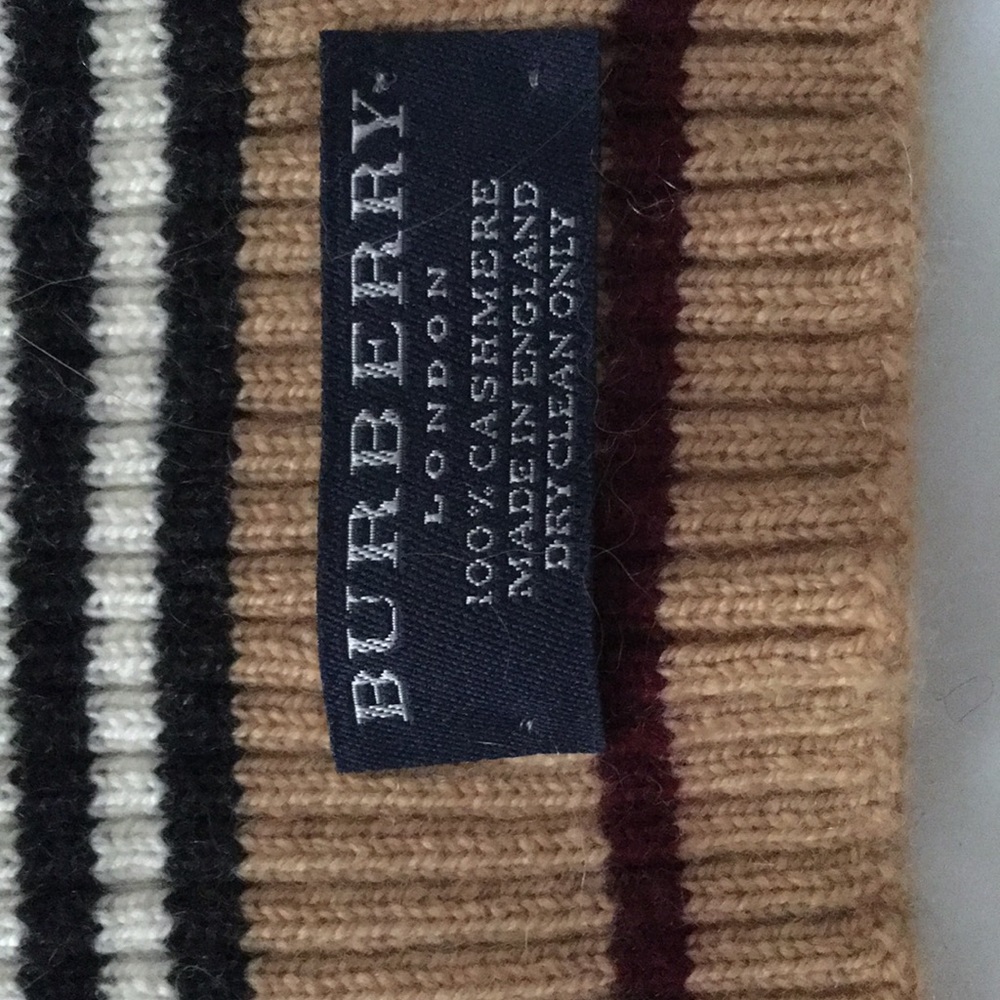 BURBERRY
LONDON
100% CASHMERE
MADE IN ENGLAND
DRY CLEAN ONLY